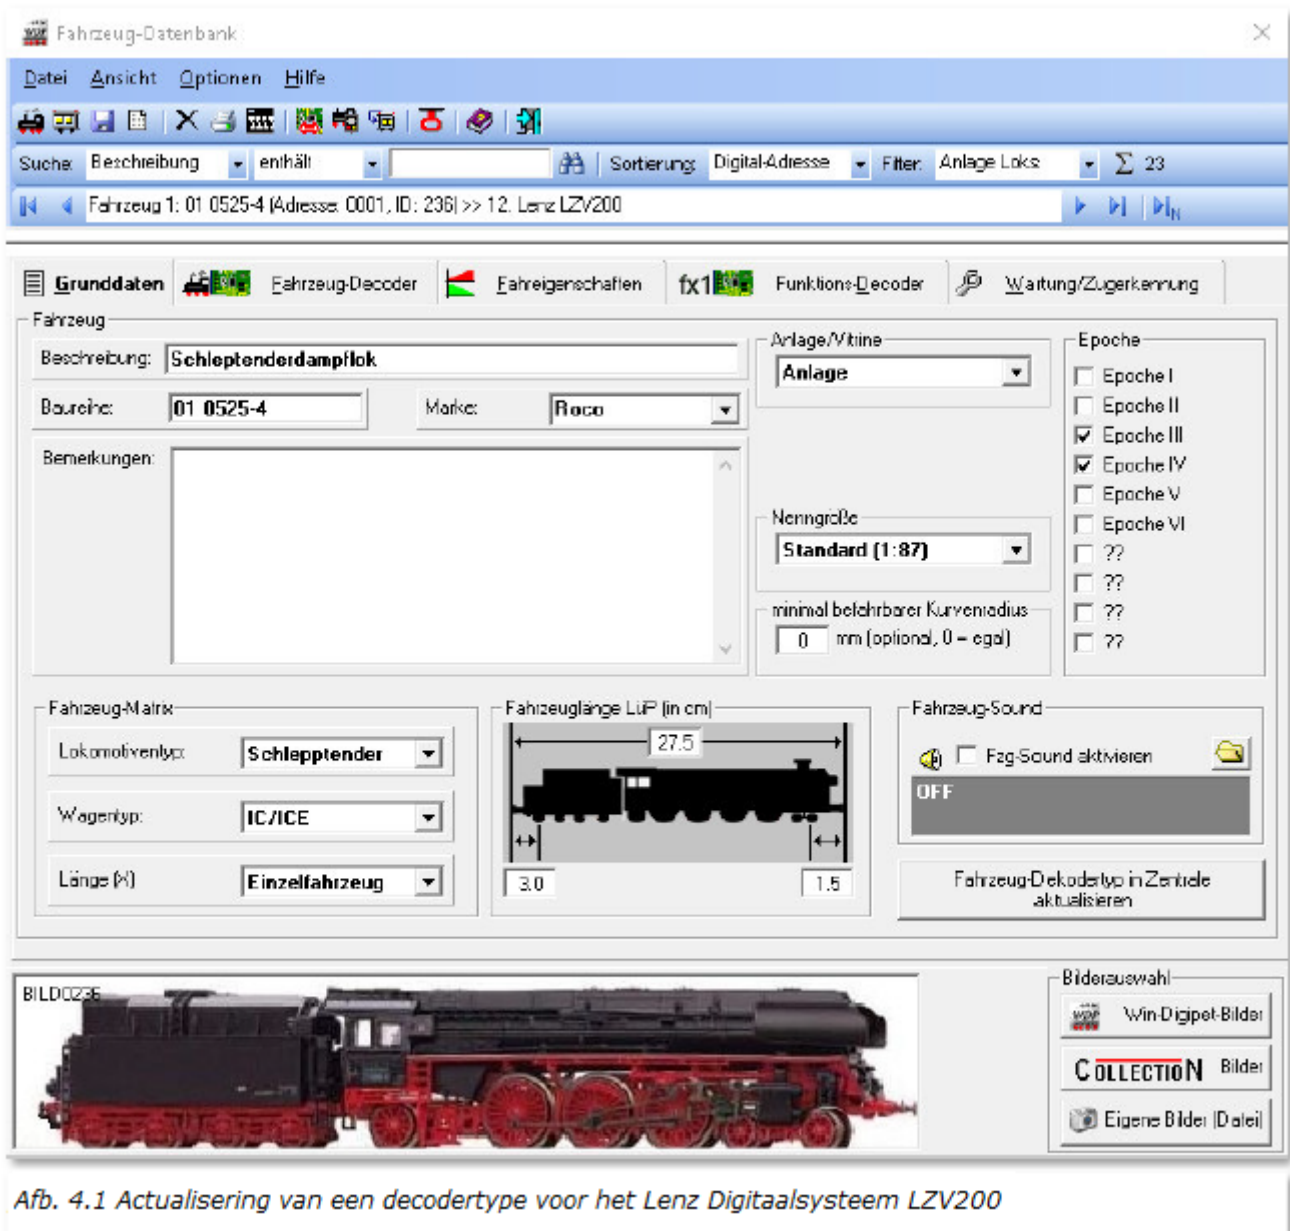 Fahrzeug-Datenbank
Datei Ansicht Optionen Hilfe
Suche: Beschreibung enthält Sortierung: Digital-Adresse Filter: Anlage Loks Σ 23
Fahrzeug 1: 01 0525-4 (Adresse: 0001, ID: 236) >> 12. Lenz LZV200
Grunddaten Fahrzeug-Decoder Fahreigenschaften fx1 Funktions-Decoder Wartung/Zugerkennung
Fahrzeug
Beschreibung: Schleptenderdampflok
Baureihe: 01 0525-4 Marke: Roco
Bemerkungen:
Anlage/Vitrine
Anlage
Nenngröße
Standard (1:87)
minimal befahrbarer Kurvenradius
0 mm (optional, 0 = egal)
Epoche
Epoche I
Epoche II
Epoche III
Epoche IV
Epoche V
Epoche VI
??
??
??
??
Fahrzeug-Matrix
Lokomotiventyp: Schlepptender
Wagentyp: IC/ICE
Länge (X) Einzelfahrzeug
Fahrzeuglänge LüP (in cm)
27.5
3.0 1.5
Fahrzeug-Sound
Fzg-Sound aktivieren
OFF
Fahrzeug-Dekodertyp in Zentrale
aktualisieren
BILD0236
Bilderauswahl
Win-Digipet-Bilder
COLLECTION Bilder
Eigene Bilder (Datei)
Afb. 4.1 Actualisering van een decodertype voor het Lenz Digitaalsysteem LZV200